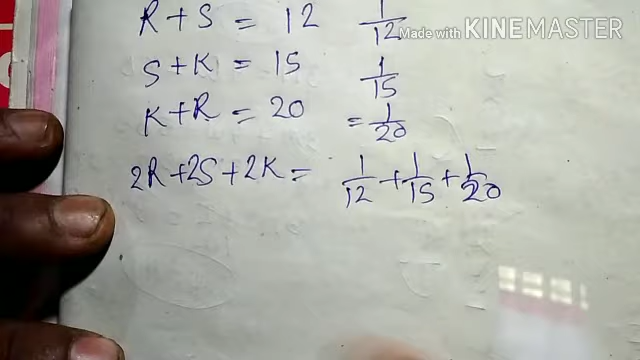 R + S = 12 1/12
Made with KINEMASTER
S + K = 15 1/15
K + R = 20 = 1/20
2R + 2S + 2K = 1/12 + 1/15 + 1/20